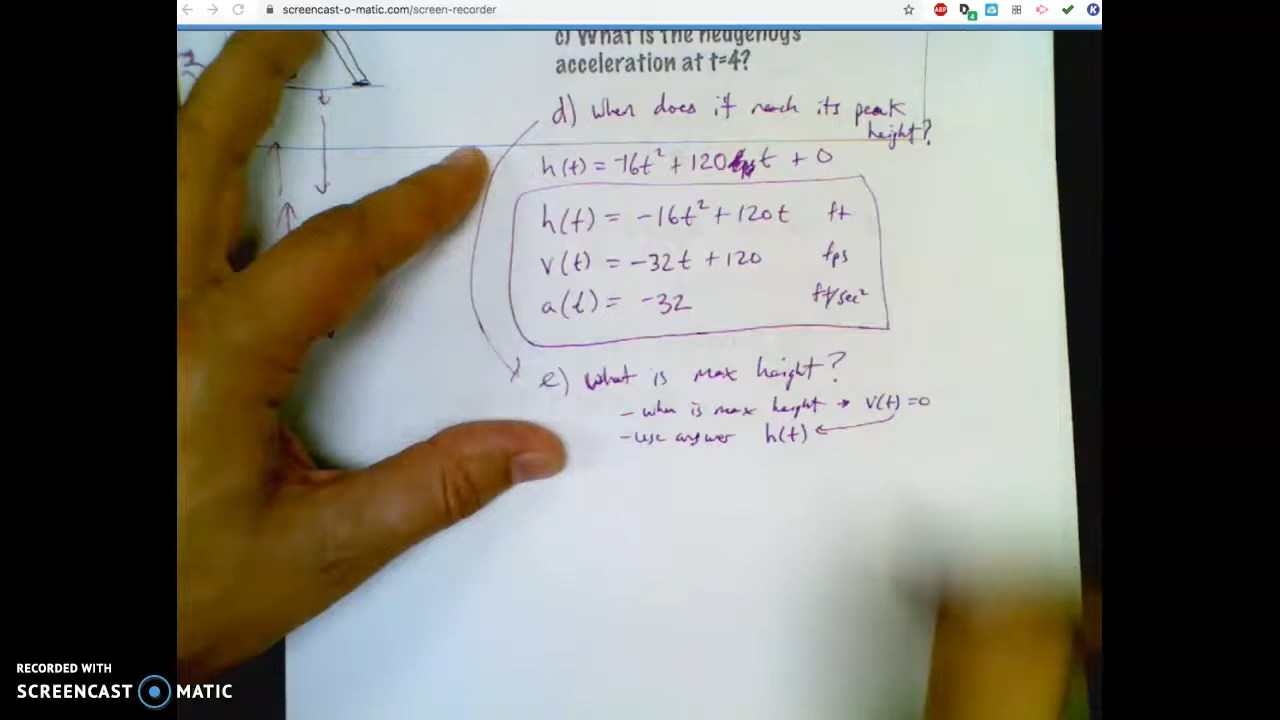 screencast-o-matic.com/screen-recorder
c) What is the hedgehogs
acceleration at t=4?
d) when does it reach its peak
height?
h(t) = -16t² + 120 t + 0
h(t) = -16t² + 120t ft
v(t) = -32t + 120 fps
a(t) = -32 ft/sec²
e) what is max height?
- when is max height → v(t) = 0
- use answer h(t)
RECORDED WITH
SCREENCAST O MATIC